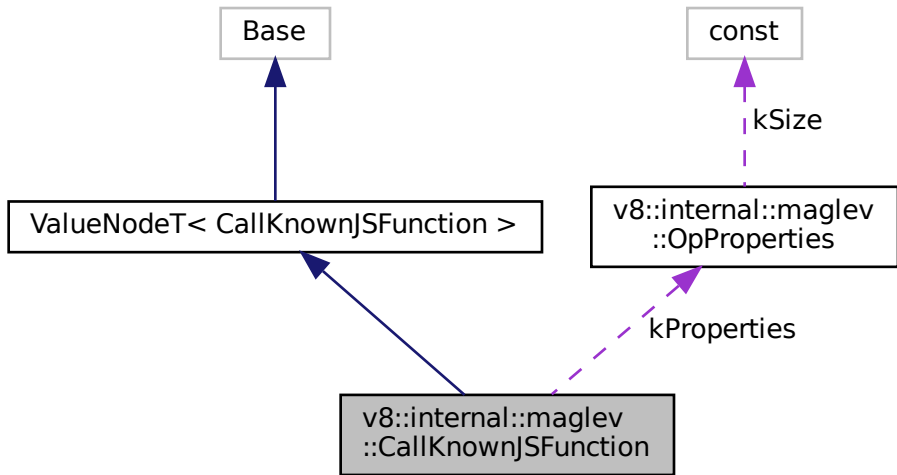 Base
const
kSize
ValueNodeT< CallKnownJSFunction >
v8::internal::maglev
::OpProperties
kProperties
v8::internal::maglev
::CallKnownJSFunction